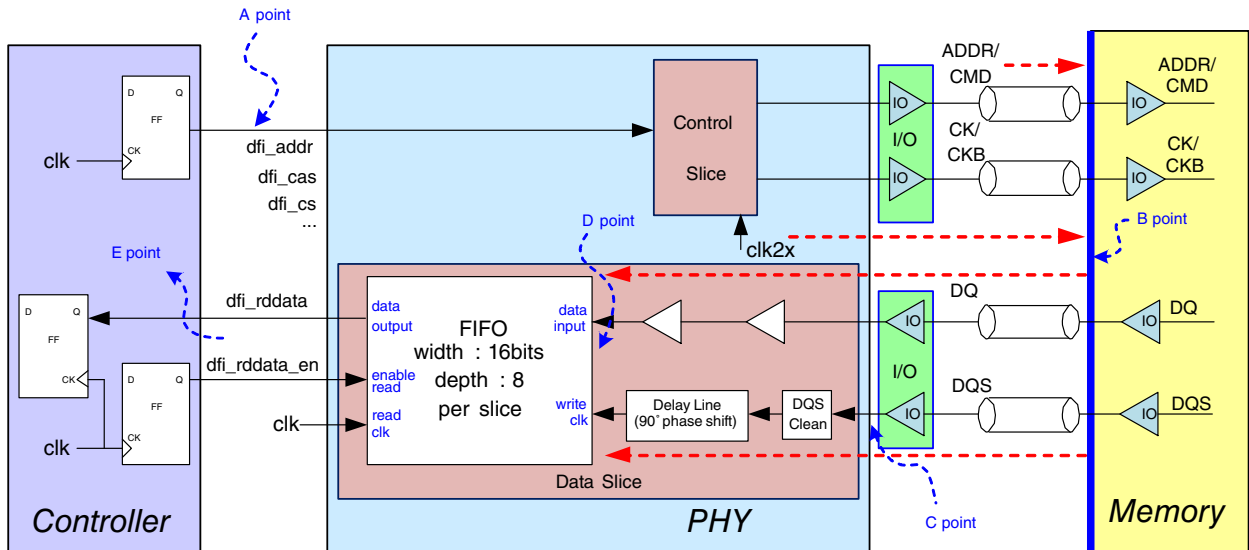 A point
ADDR/
CMD
D
Q
FF
CK
clk
dfi_addr
dfi_cas
dfi_cs
...
Control
Slice
clk2x
IO
I/O
IO
CK/
CKB
IO
ADDR/
CMD
IO
CK/
CKB
D point
B point
E point
D
Q
FF
CK
dfi_rddata
data
output
FIFO
width : 16bits
depth : 8
per slice
data
input
DQ
IO
I/O
IO
DQ
dfi_rddata_en
enable
read
clk
read
clk
write
clk
Delay Line
(90° phase shift)
DQS
Clean
IO
DQS
IO
DQS
D
Q
FF
CK
clk
Data Slice
C point
Controller
PHY
Memory